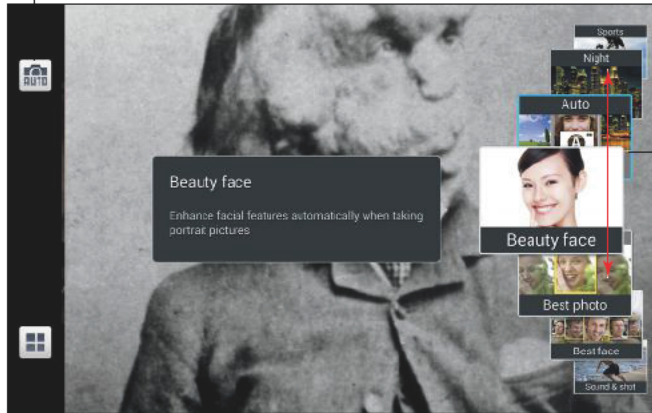 AUTO
Sports
Night
Auto
A
Beauty face
Enhance facial features automatically when taking
portrait pictures
Beauty face
Best photo
Best face
Sound & shot